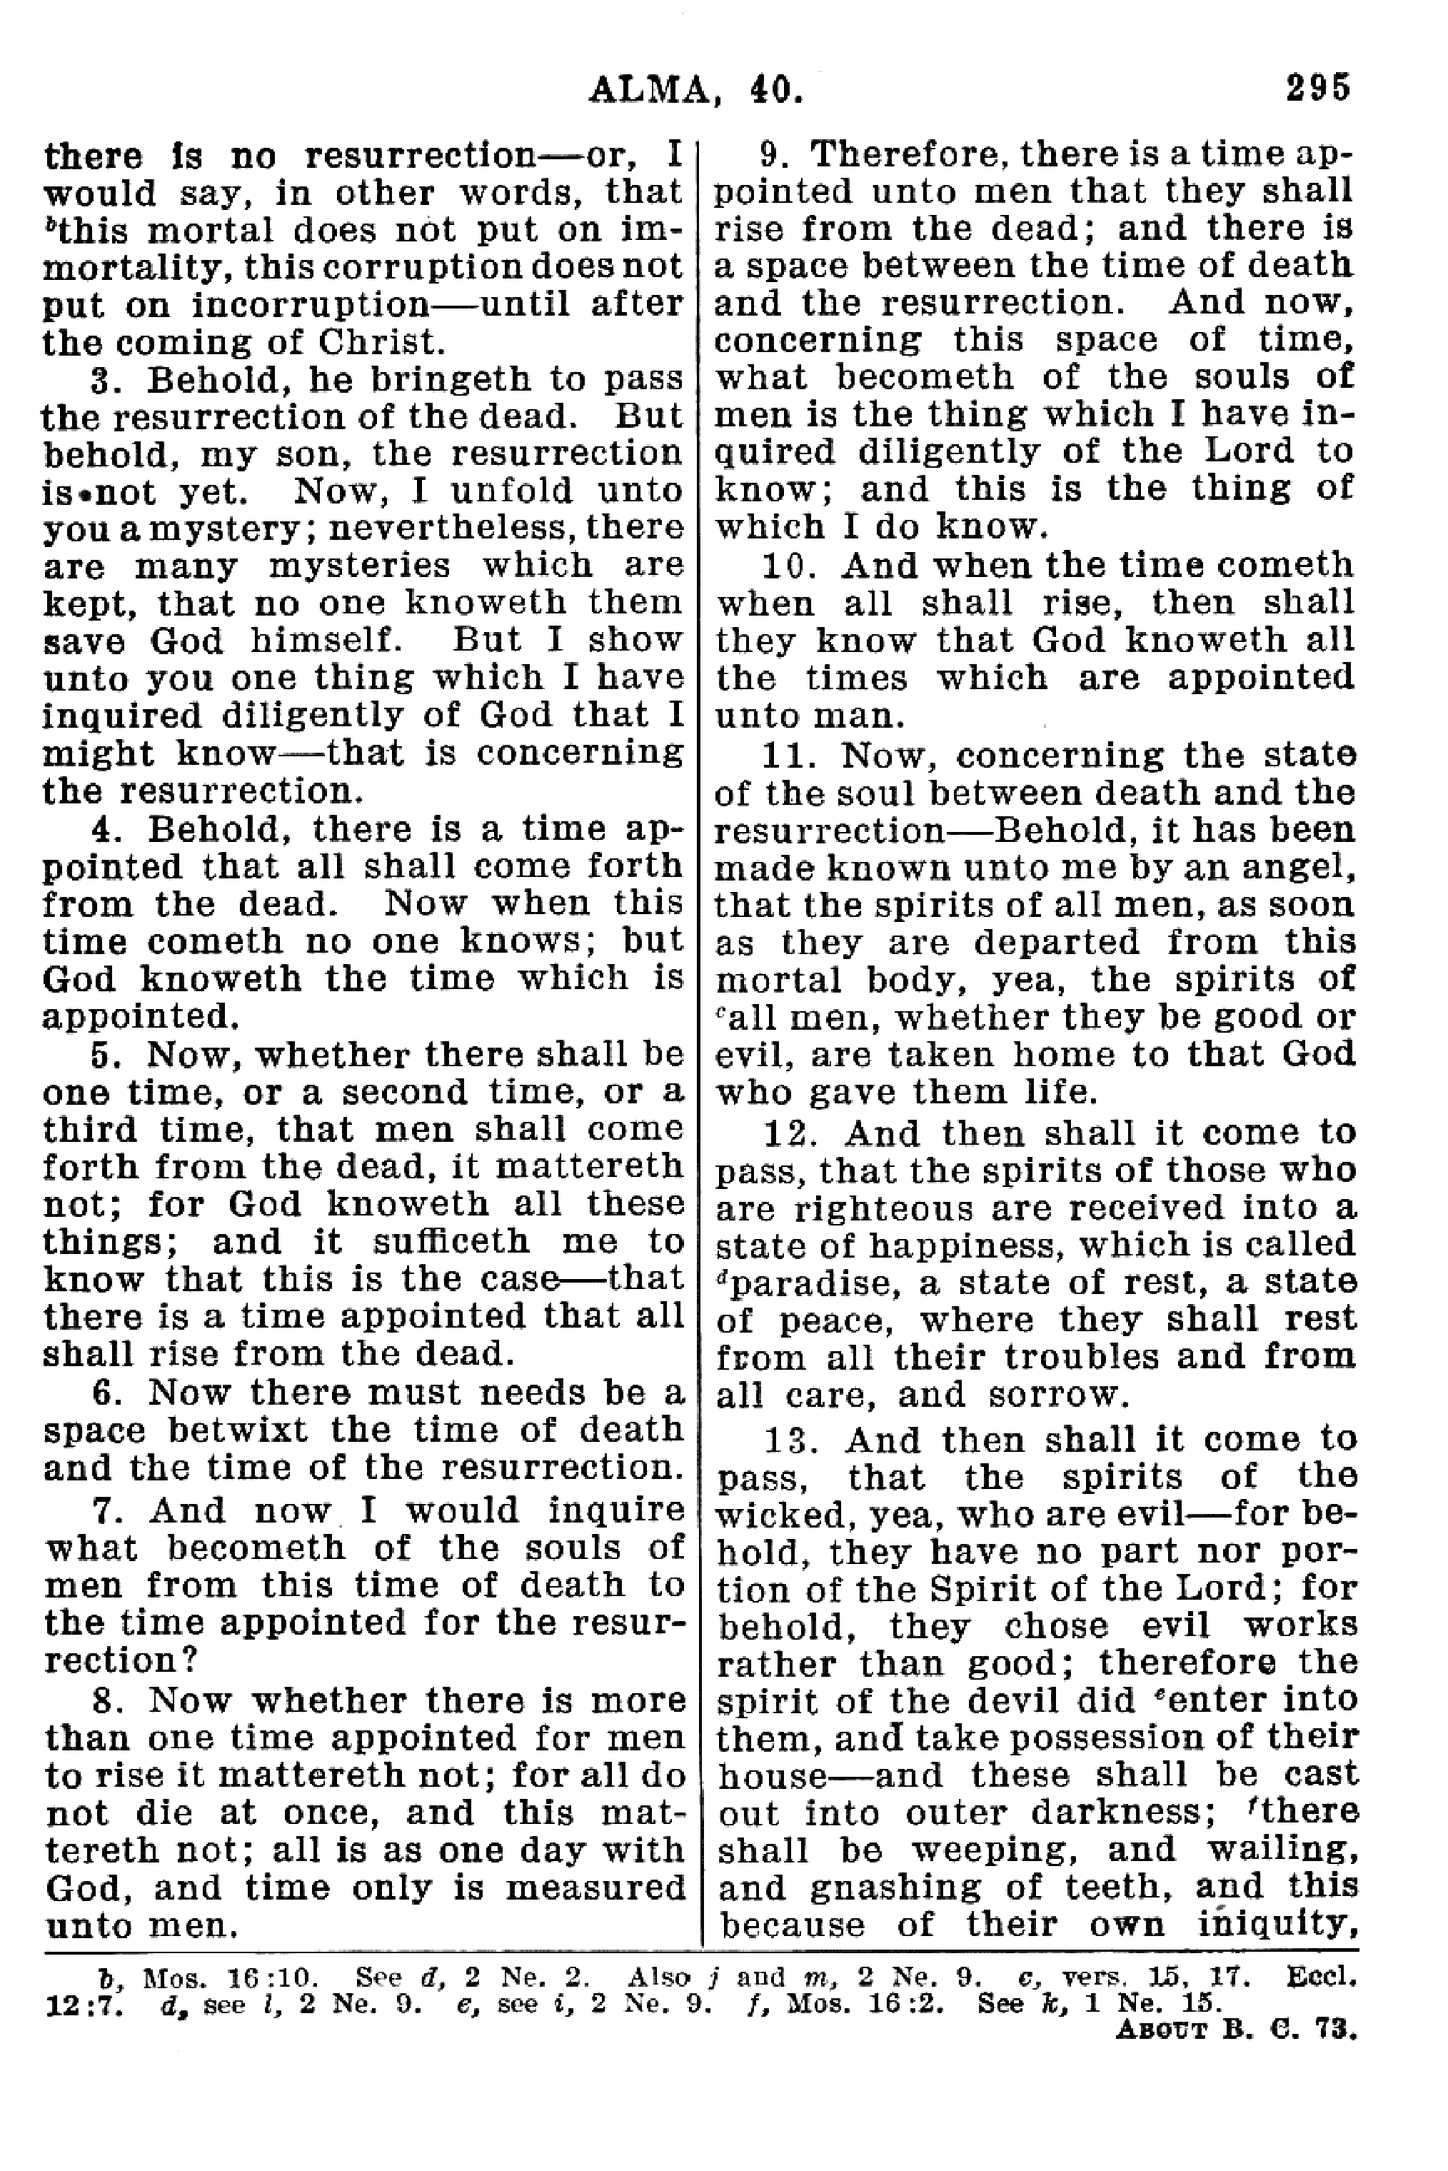 ALMA, 40.
295
there is no resurrection—or, I
would say, in other words, that
bthis mortal does not put on im-
mortality, this corruption does not
put on incorruption—until after
the coming of Christ.
3. Behold, he bringeth to pass
the resurrection of the dead. But
behold, my son, the resurrection
is not yet. Now, I unfold unto
you a mystery; nevertheless, there
are many mysteries which are
kept, that no one knoweth them
save God himself. But I show
unto you one thing which I have
inquired diligently of God that I
might know—that is concerning
the resurrection.
4. Behold, there is a time ap-
pointed that all shall come forth
from the dead. Now when this
time cometh no one knows; but
God knoweth the time which is
appointed.
5. Now, whether there shall be
one time, or a second time, or a
third time, that men shall come
forth from the dead, it mattereth
not; for God knoweth all these
things; and it sufficeth me to
know that this is the case—that
there is a time appointed that all
shall rise from the dead.
6. Now there must needs be a
space betwixt the time of death
and the time of the resurrection.
7. And now I would inquire
what becometh of the souls of
men from this time of death to
the time appointed for the resur-
rection?
8. Now whether there is more
than one time appointed for men
to rise it mattereth not; for all do
not die at once, and this mat-
tereth not; all is as one day with
God, and time only is measured
unto men.
9. Therefore, there is a time ap-
pointed unto men that they shall
rise from the dead; and there is
a space between the time of death
and the resurrection. And now,
concerning this space of time,
what becometh of the souls of
men is the thing which I have in-
quired diligently of the Lord to
know; and this is the thing of
which I do know.
10. And when the time cometh
when all shall rise, then shall
they know that God knoweth all
the times which are appointed
unto man.
11. Now, concerning the state
of the soul between death and the
resurrection—Behold, it has been
made known unto me by an angel,
that the spirits of all men, as soon
as they are departed from this
mortal body, yea, the spirits of
call men, whether they be good or
evil, are taken home to that God
who gave them life.
12. And then shall it come to
pass, that the spirits of those who
are righteous are received into a
state of happiness, which is called
dparadise, a state of rest, a state
of peace, where they shall rest
from all their troubles and from
all care, and sorrow.
13. And then shall it come to
pass, that the spirits of the
wicked, yea, who are evil—for be-
hold, they have no part nor por-
tion of the Spirit of the Lord; for
behold, they chose evil works
rather than good; therefore the
spirit of the devil did eenter into
them, and take possession of their
house—and these shall be cast
out into outer darkness; fthere
shall be weeping, and wailing,
and gnashing of teeth, and this
because of their own iniquity,
b, Mos. 16:10. See d, 2 Ne. 2. Also j and m, 2 Ne. 9. c, vers. 15, 17. Eccl.
12:7. d, see l, 2 Ne. 9. e, see i, 2 Ne. 9. f, Mos. 16:2. See k, 1 Ne. 15.
ABOUT B. C. 73.